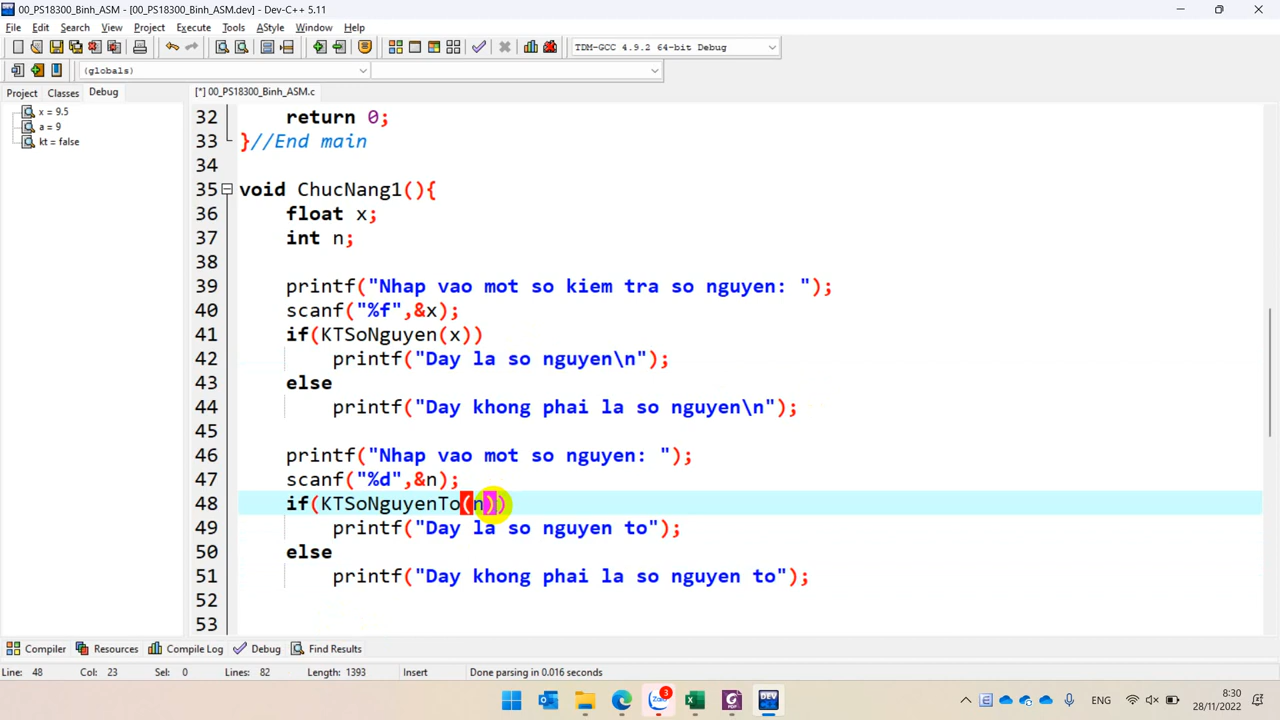 00_PS18300_Binh_ASM - [00_PS18300_Binh_ASM.dev] - Dev-C++ 5.11
File Edit Search View Project Execute Tools AStyle Window Help
TDM-GCC 4.9.2 64-bit Debug
(globals)
Project Classes Debug
[*] 00_PS18300_Binh_ASM.c
x = 9.5
a = 9
kt = false
32 return 0;
33 }//End main
34
35 void ChucNang1(){
36 float x;
37 int n;
38
39 printf("Nhap vao mot so kiem tra so nguyen: ");
40 scanf("%f",&x);
41 if(KTSoNguyen(x))
42 printf("Day la so nguyen\n");
43 else
44 printf("Day khong phai la so nguyen\n");
45
46 printf("Nhap vao mot so nguyen: ");
47 scanf("%d",&n);
48 if(KTSoNguyenTo(n))
49 printf("Day la so nguyen to");
50 else
51 printf("Day khong phai la so nguyen to");
52
53
Compiler Resources Compile Log Debug Find Results
Line: 48 Col: 23 Sel: 0 Lines: 82 Length: 1393 Insert Done parsing in 0.016 seconds
3
DEV
PDF
ENG
8:30
28/11/2022